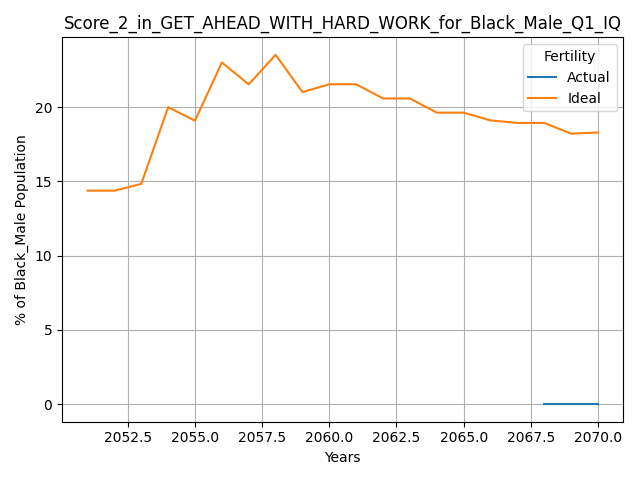 Score_2_in_GET_AHEAD_WITH_HARD_WORK_for_Black_Male_Q1_IQ
Fertility
Actual
Ideal
% of Black_Male Population
20
15
10
5
0
2052.5 2055.0 2057.5 2060.0 2062.5 2065.0 2067.5 2070.0
Years